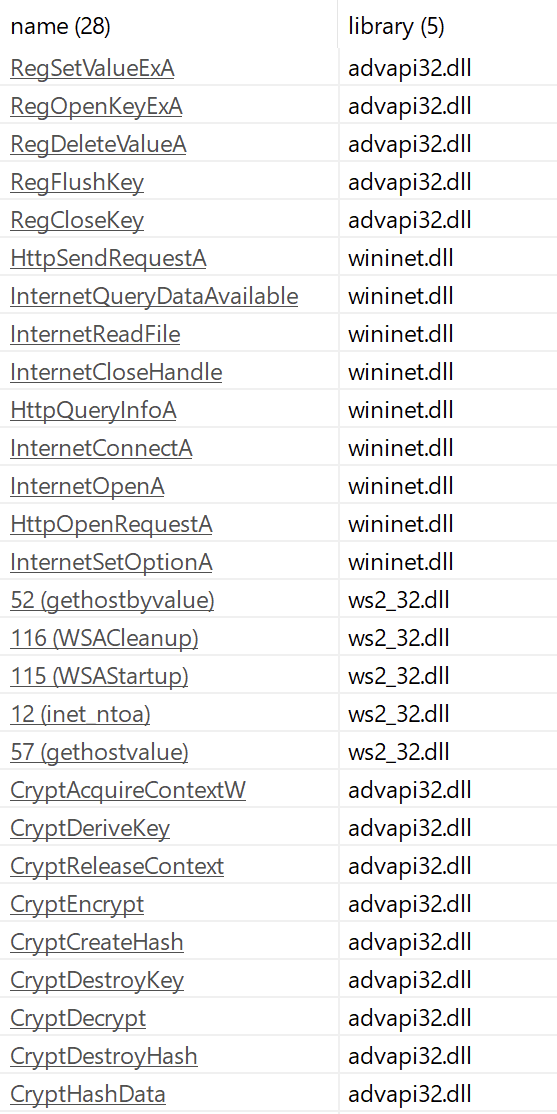 name (28) library (5)
RegSetValueExA advapi32.dll
RegOpenKeyExA advapi32.dll
RegDeleteValueA advapi32.dll
RegFlushKey advapi32.dll
RegCloseKey advapi32.dll
HttpSendRequestA wininet.dll
InternetQueryDataAvailable wininet.dll
InternetReadFile wininet.dll
InternetCloseHandle wininet.dll
HttpQueryInfoA wininet.dll
InternetConnectA wininet.dll
InternetOpenA wininet.dll
HttpOpenRequestA wininet.dll
InternetSetOptionA wininet.dll
52 (gethostbyvalue) ws2_32.dll
116 (WSACleanup) ws2_32.dll
115 (WSAStartup) ws2_32.dll
12 (inet_ntoa) ws2_32.dll
57 (gethostvalue) ws2_32.dll
CryptAcquireContextW advapi32.dll
CryptDeriveKey advapi32.dll
CryptReleaseContext advapi32.dll
CryptEncrypt advapi32.dll
CryptCreateHash advapi32.dll
CryptDestroyKey advapi32.dll
CryptDecrypt advapi32.dll
CryptDestroyHash advapi32.dll
CryptHashData advapi32.dll